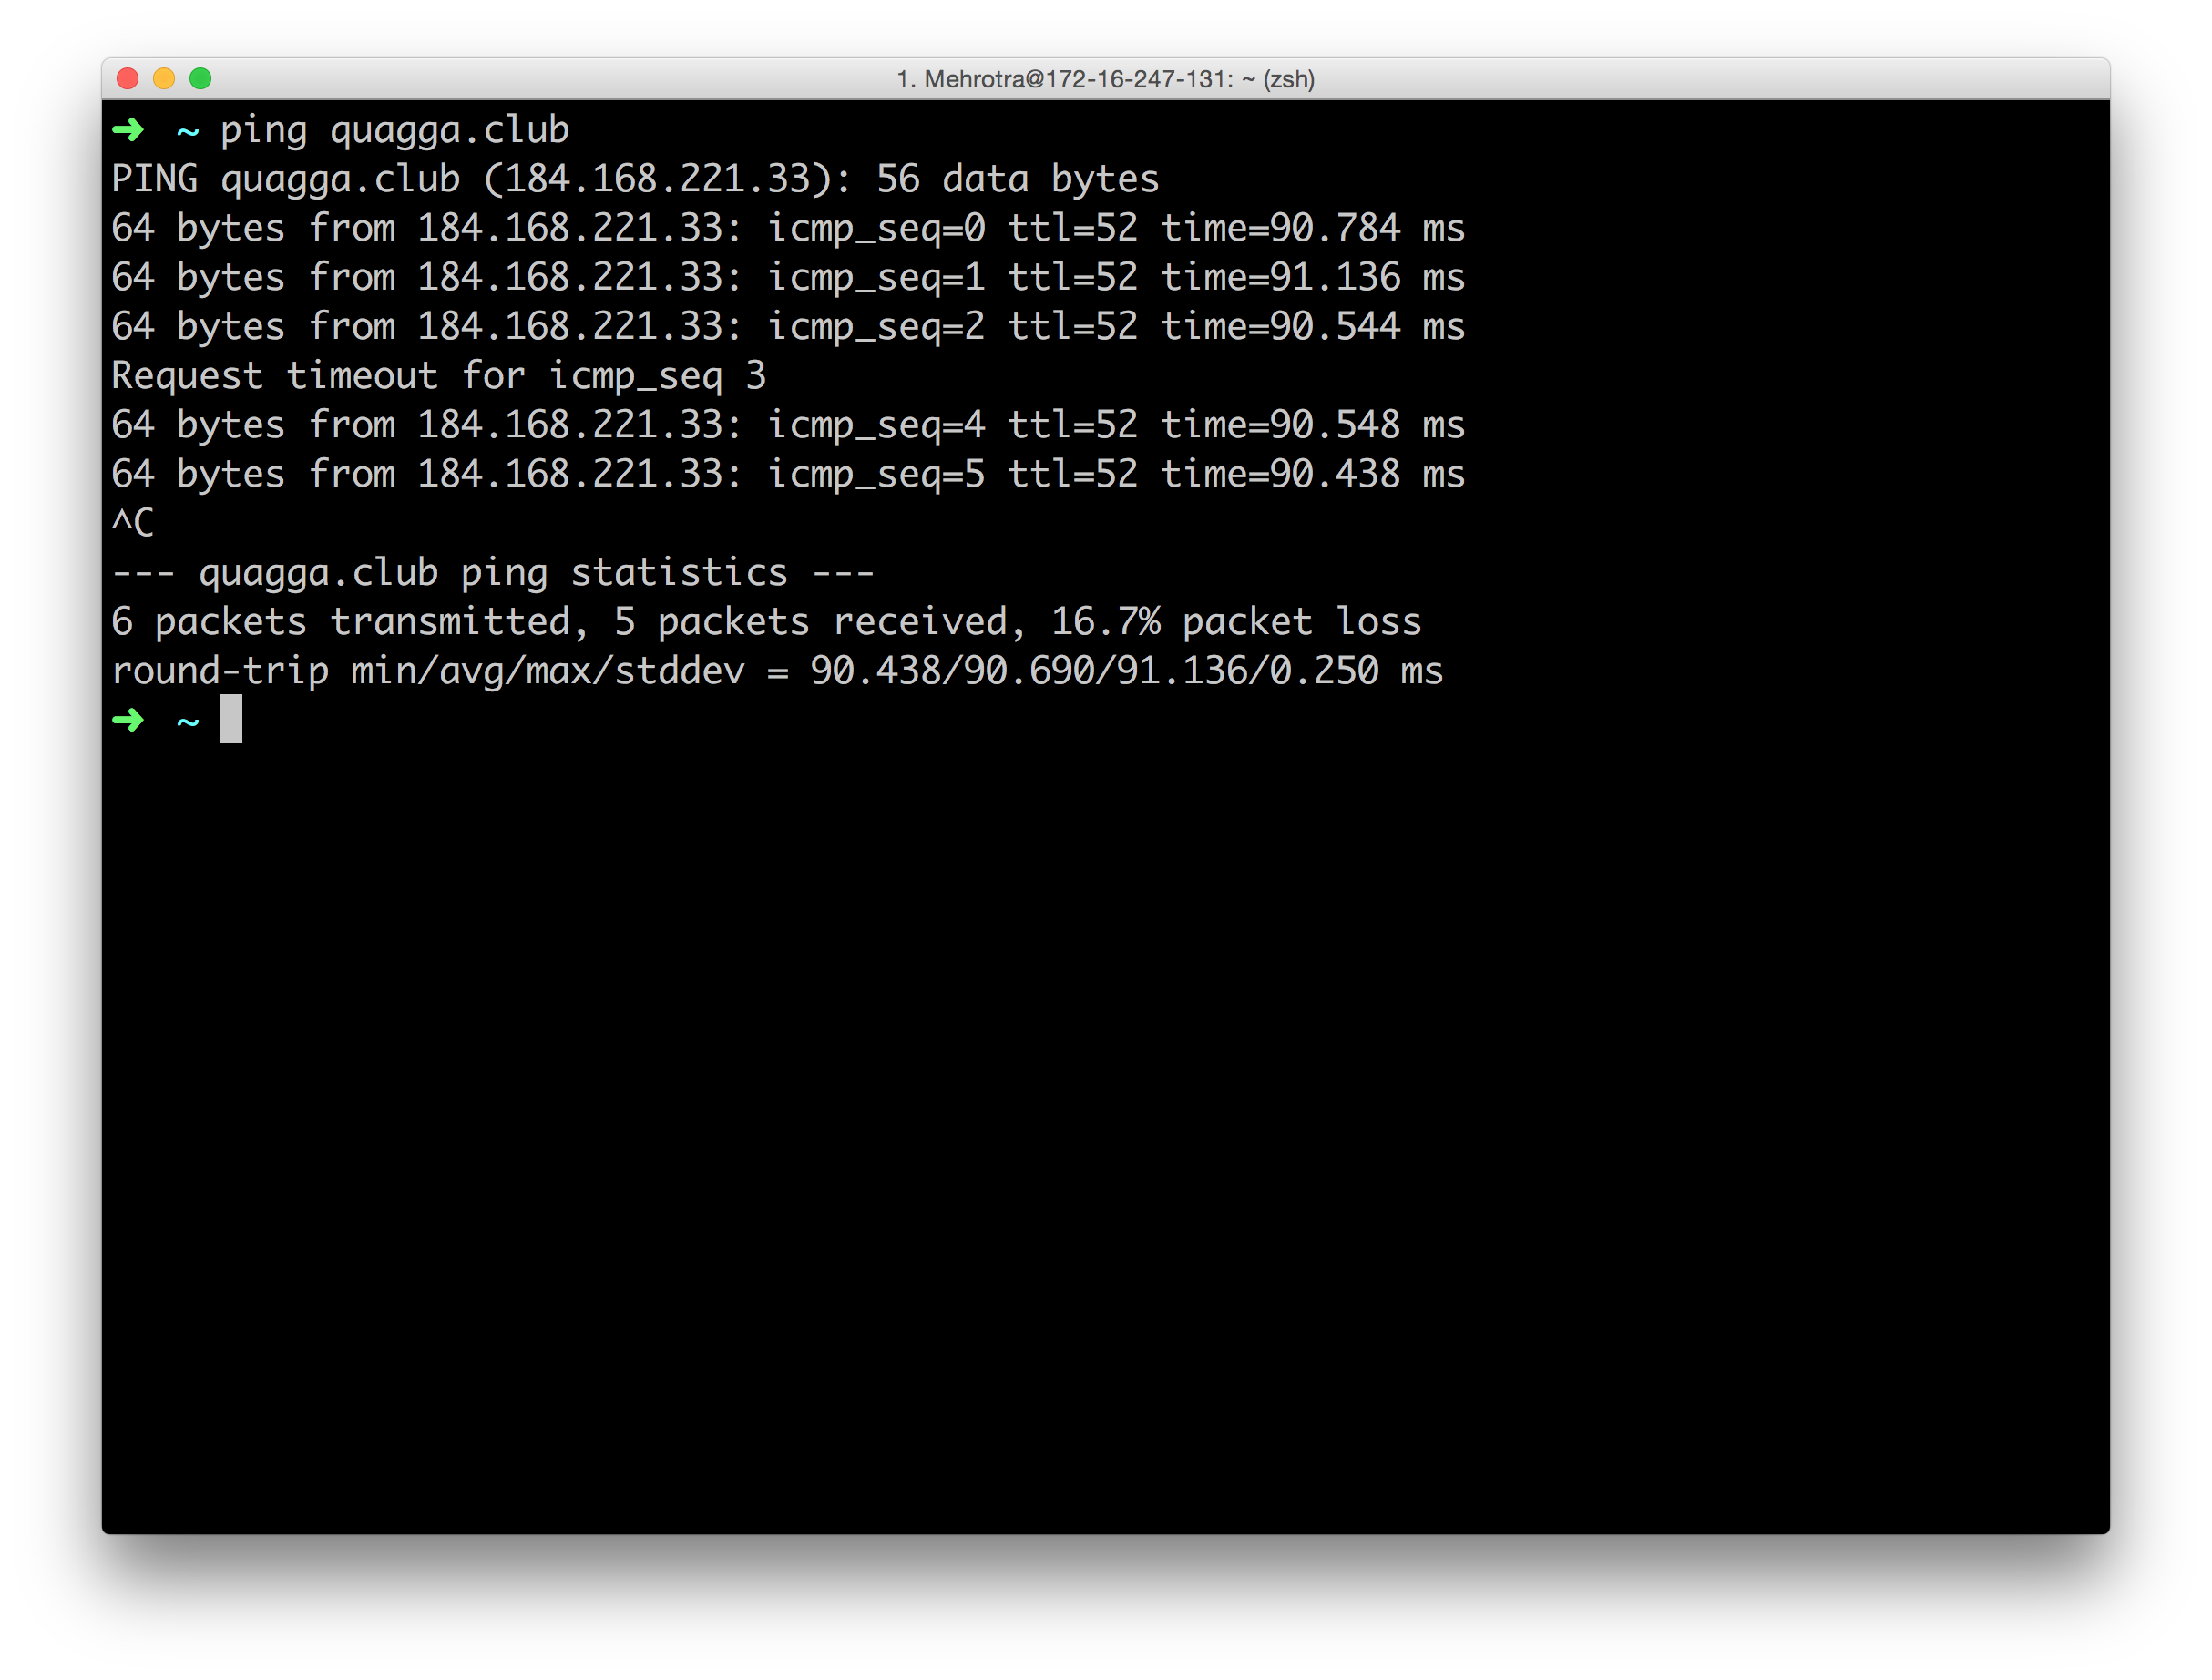 1. Mehrotra@172-16-247-131: ~ (zsh)
➜ ~ ping quagga.club
PING quagga.club (184.168.221.33): 56 data bytes
64 bytes from 184.168.221.33: icmp_seq=0 ttl=52 time=90.784 ms
64 bytes from 184.168.221.33: icmp_seq=1 ttl=52 time=91.136 ms
64 bytes from 184.168.221.33: icmp_seq=2 ttl=52 time=90.544 ms
Request timeout for icmp_seq 3
64 bytes from 184.168.221.33: icmp_seq=4 ttl=52 time=90.548 ms
64 bytes from 184.168.221.33: icmp_seq=5 ttl=52 time=90.438 ms
^C
--- quagga.club ping statistics ---
6 packets transmitted, 5 packets received, 16.7% packet loss
round-trip min/avg/max/stddev = 90.438/90.690/91.136/0.250 ms
➜ ~